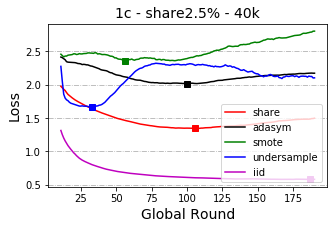 1c - share2.5% - 40k
Loss
2.5
2.0
1.5
1.0
0.5
share
adasym
smote
undersample
iid
25 50 75 100 125 150 175
Global Round